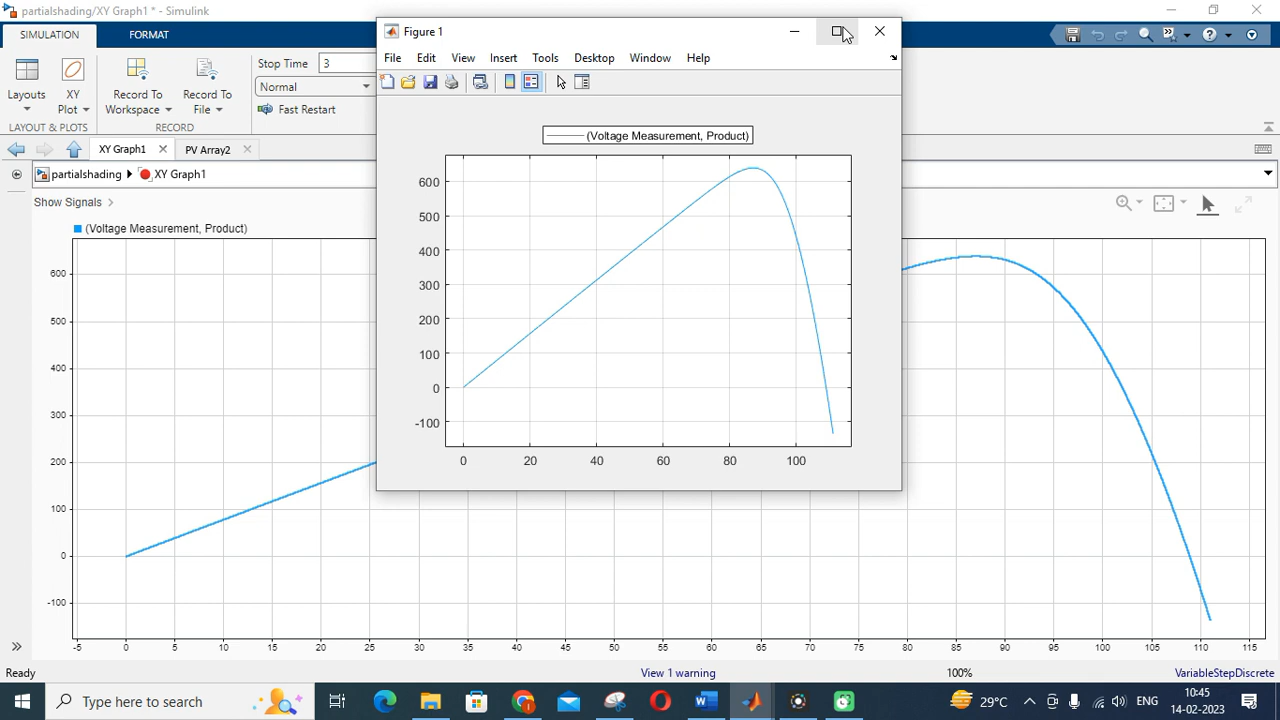 partialshading/XY Graph1 * - Simulink
SIMULATION
FORMAT
Layouts
XY
Plot
LAYOUT & PLOTS
Record To
Workspace
Record To
File
RECORD
Stop Time
3
Normal
Fast Restart
XY Graph1
PV Array2
partialshading
XY Graph1
Show Signals
(Voltage Measurement, Product)
600
500
400
300
200
100
0
-100
-5
0
5
10
15
20
25
30
35
40
45
50
55
60
65
70
75
80
85
90
95
100
105
110
115
Figure 1
File
Edit
View
Insert
Tools
Desktop
Window
Help
(Voltage Measurement, Product)
600
500
400
300
200
100
0
-100
0
20
40
60
80
100
Ready
View 1 warning
100%
VariableStepDiscrete
Type here to search
29°C
ENG
10:45
14-02-2023